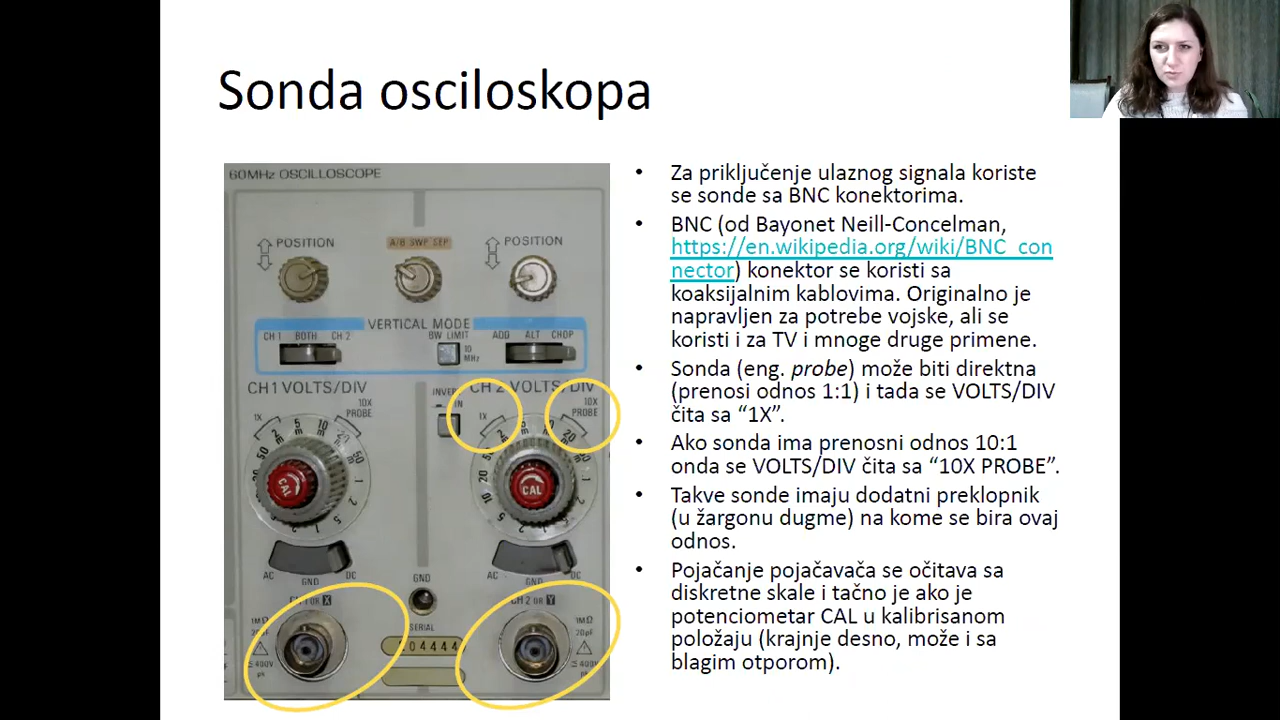 Sonda osciloskopa
60MHz OSCILLOSCOPE
POSITION
A/B SWP SEP
POSITION
VERTICAL MODE
CH 1 BOTH CH 2
BW LIMIT
10 MHz
ADD ALT CHOP
CH1 VOLTS/DIV
CH 2 VOLTS/DIV
1X
10X PROBE
1X
10X PROBE
CAL
CAL
AC GND DC
GND
AC GND DC
CH 2 OR Y
1MΩ
SERIAL
1MΩ
20pF
≤400V
• Za priključenje ulaznog signala koriste
se sonde sa BNC konektorima.
• BNC (od Bayonet Neill-Concelman,
https://en.wikipedia.org/wiki/BNC_con
nector) konektor se koristi sa
koaksijalnim kablovima. Originalno je
napravljen za potrebe vojske, ali se
koristi i za TV i mnoge druge primene.
• Sonda (eng. probe) može biti direktna
(prenosi odnos 1:1) i tada se VOLTS/DIV
čita sa “1X”.
• Ako sonda ima prenosni odnos 10:1
onda se VOLTS/DIV čita sa “10X PROBE”.
• Takve sonde imaju dodatni preklopnik
(u žargonu dugme) na kome se bira ovaj
odnos.
• Pojačanje pojačavača se očitava sa
diskretne skale i tačno je ako je
potenciometar CAL u kalibrisanom
položaju (krajnje desno, može i sa
blagim otporom).